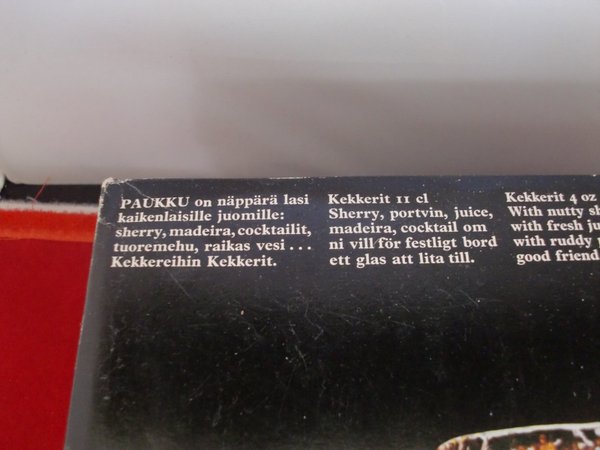 PAUKKU on näppärä lasi
kaikenlaisille juomille:
sherry, madeira, cocktailit,
tuoremehu, raikas vesi ...
Kekkereihin Kekkerit.
Kekkerit 11 cl
Sherry, portvin, juice,
madeira, cocktail om
ni vill för festligt bord
ett glas att lita till.
Kekkerit 4 oz
With nutty
with fresh
with ruddy
good friend